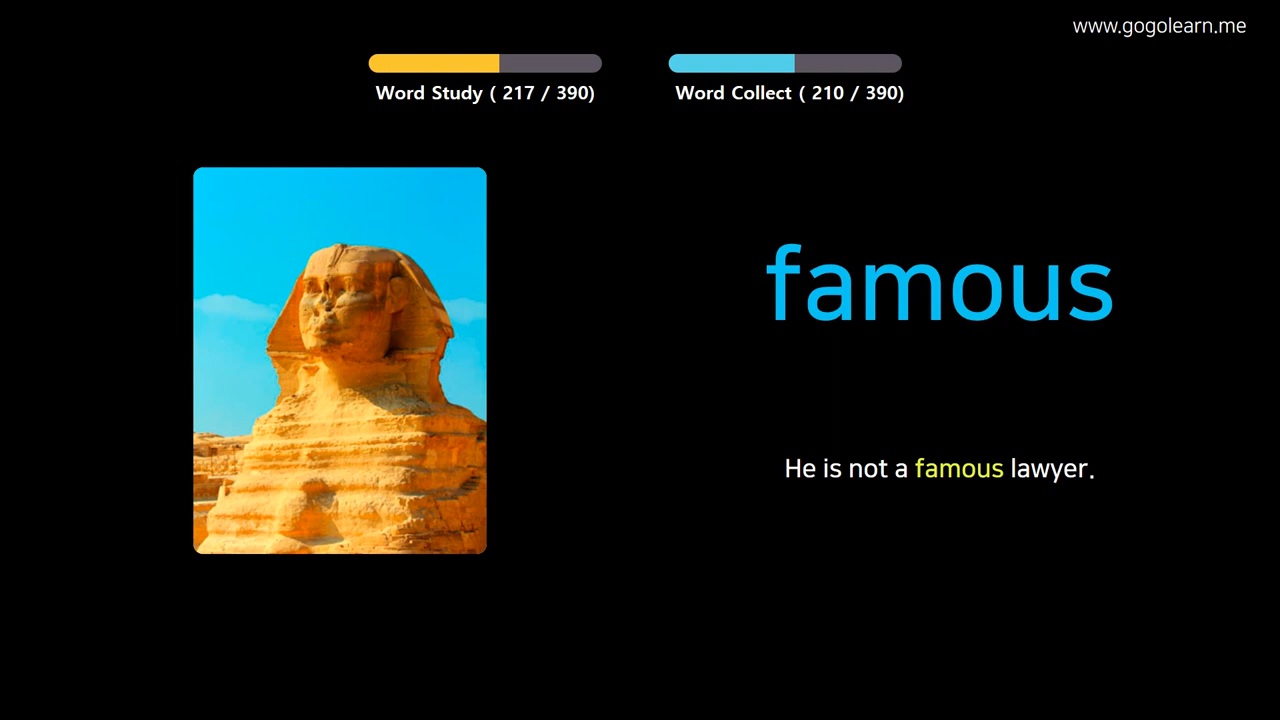 www.gogolearn.me
Word Study ( 217 / 390)
Word Collect ( 210 / 390)
famous
He is not a famous lawyer.